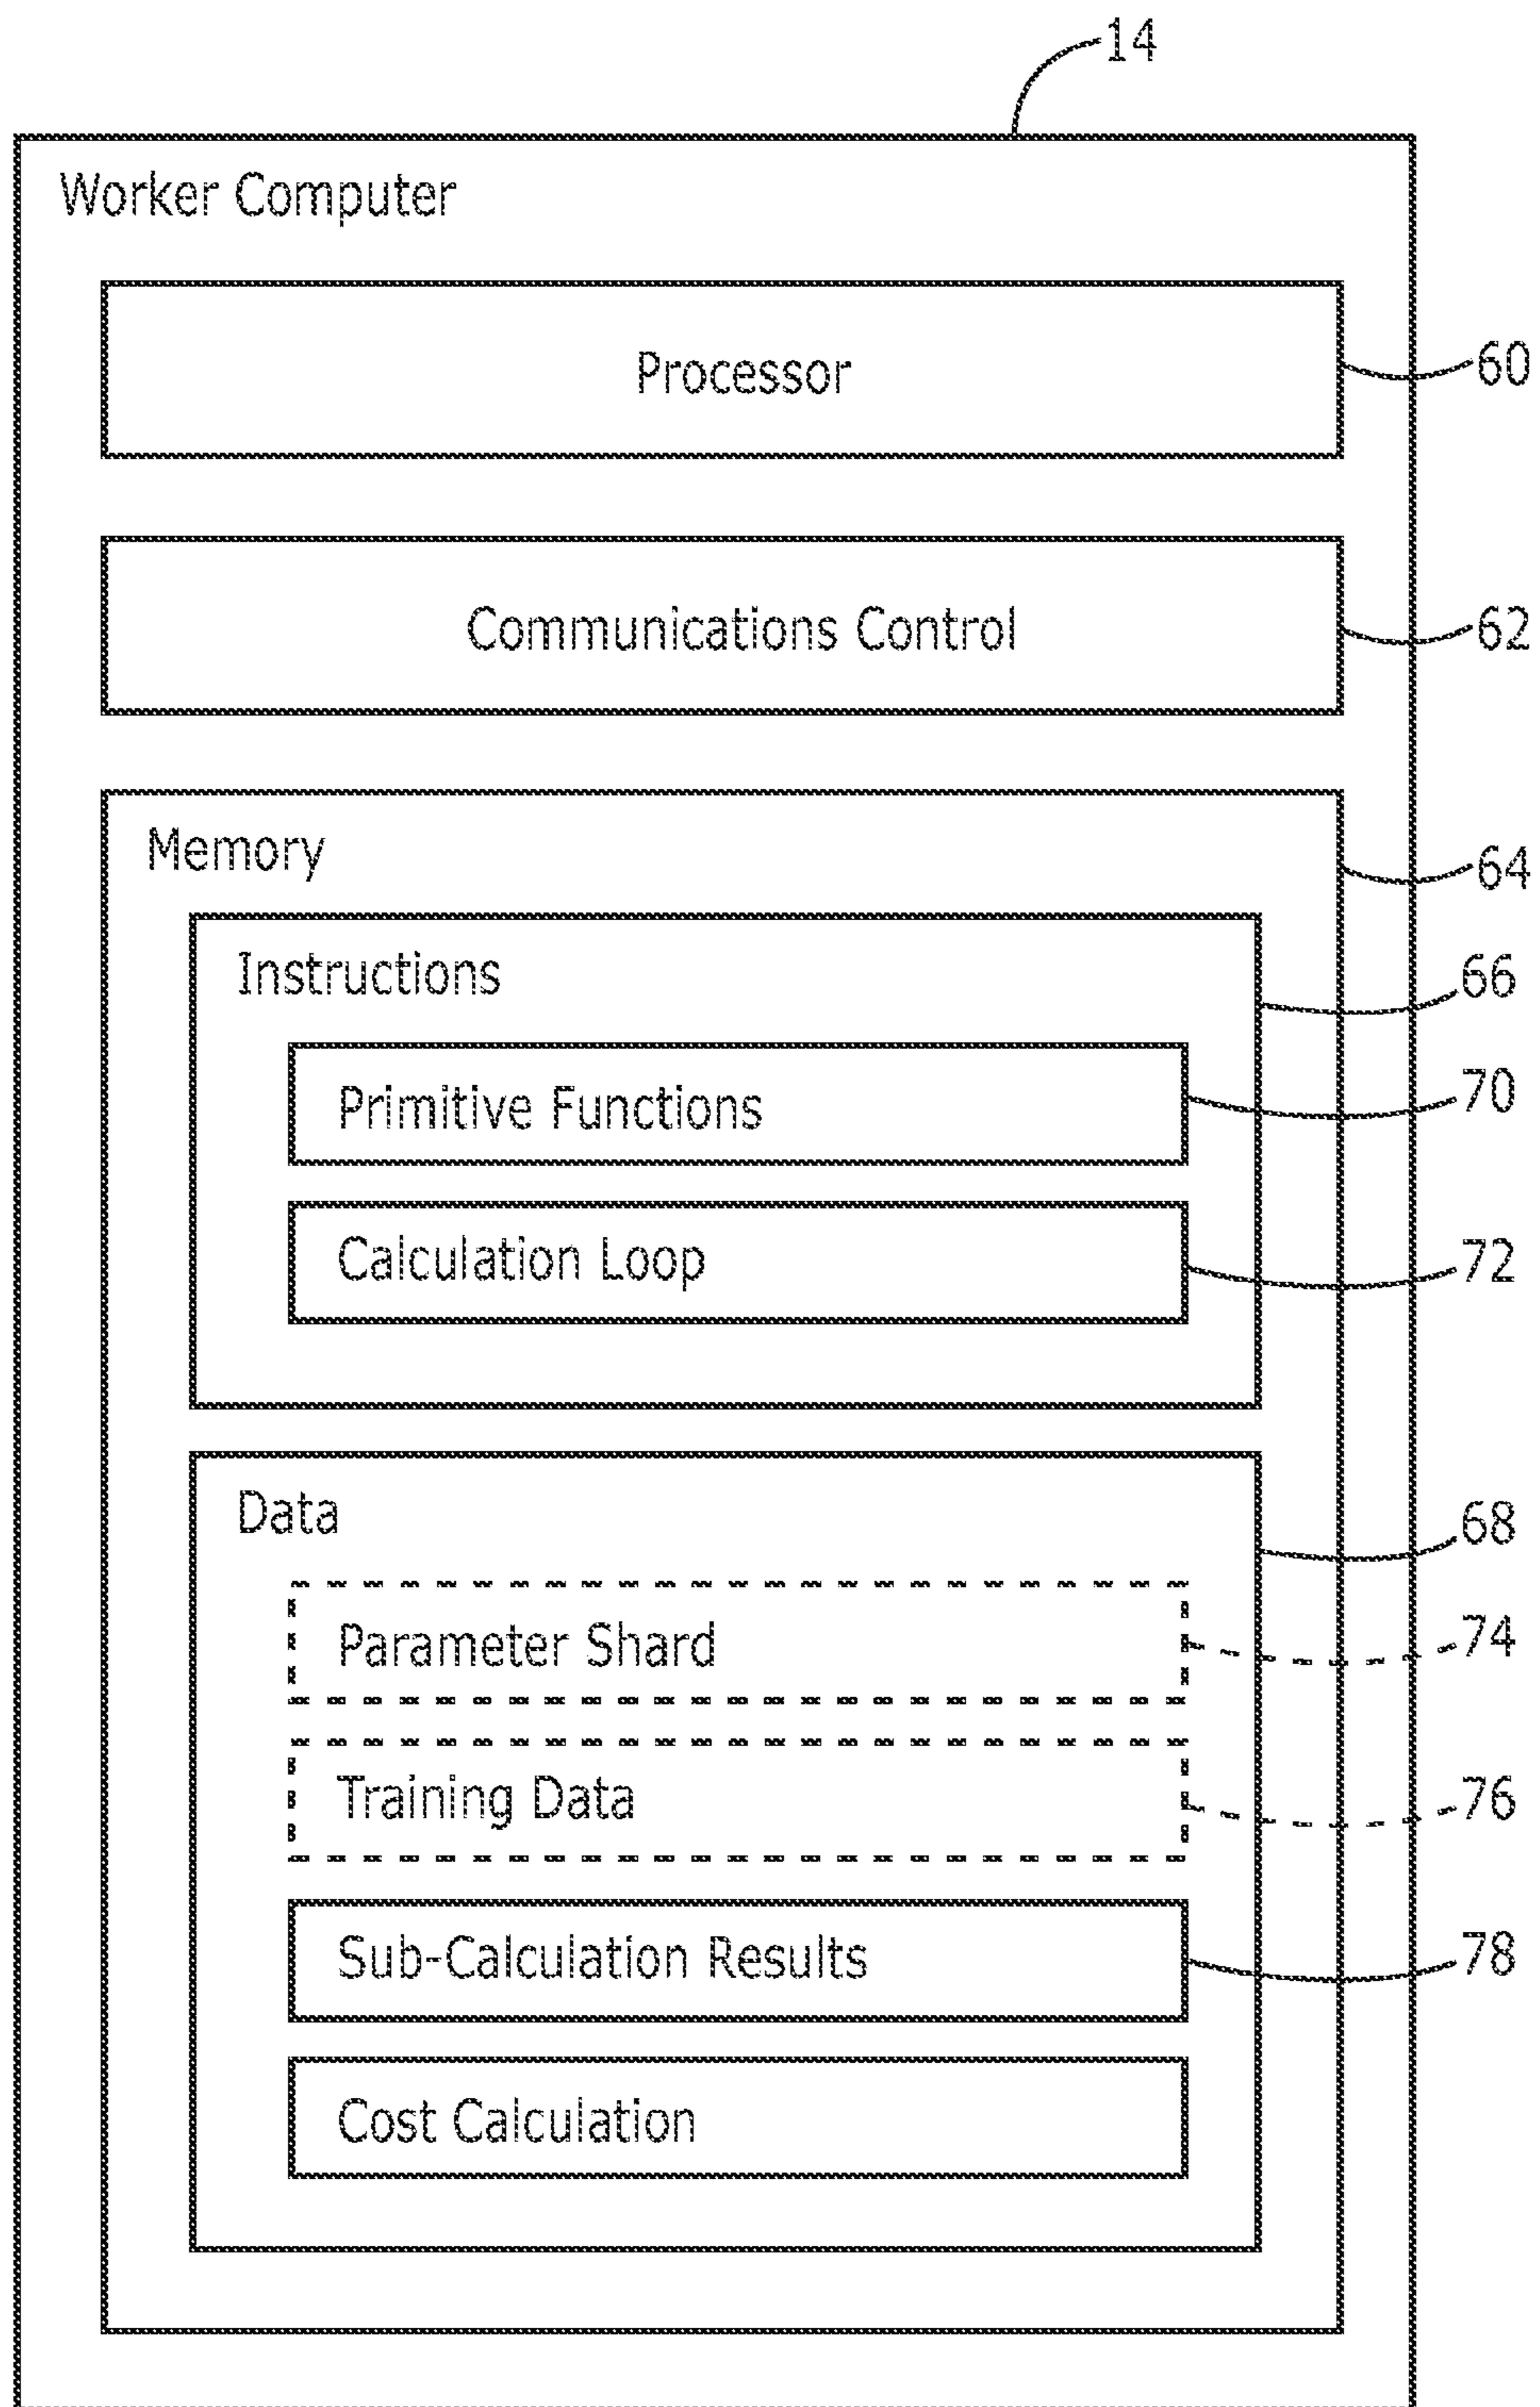 14
Worker Computer
Processor
60
Communications Control
62
Memory
64
Instructions
66
Primitive Functions
70
Calculation Loop
72
Data
68
Parameter Shard
74
Training Data
76
Sub-Calculation Results
78
Cost Calculation